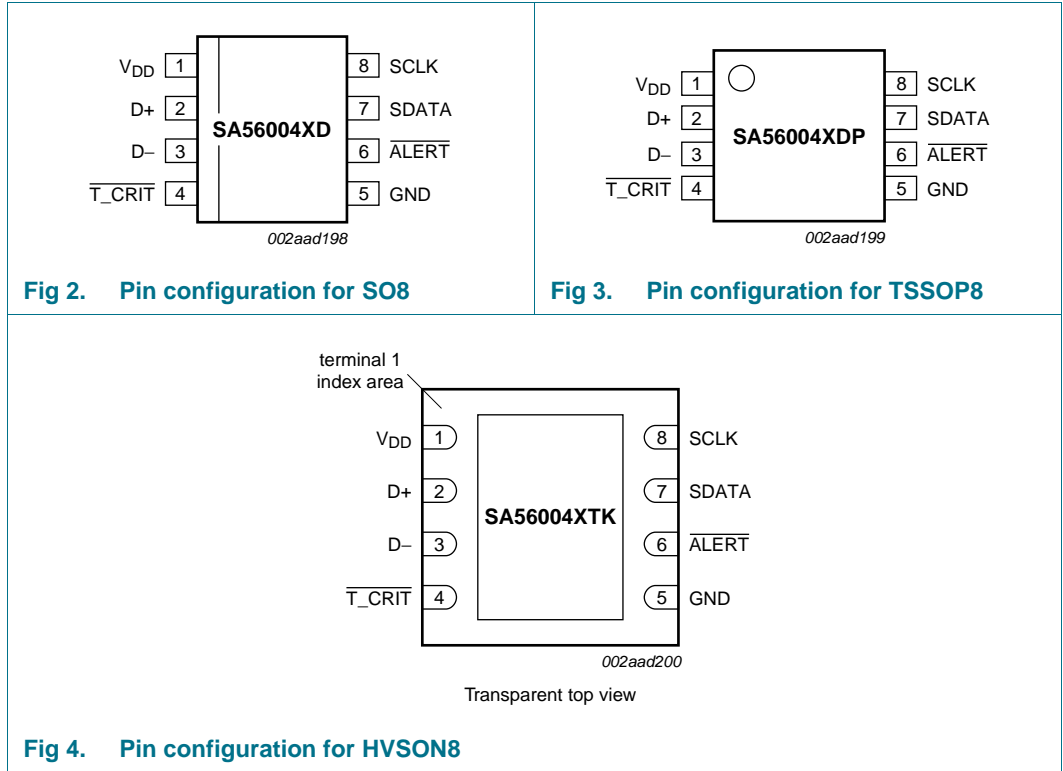 V_DD 1
D+ 2
D− 3
T_CRIT 4
SA56004XD
8 SCLK
7 SDATA
6 ALERT
5 GND
002aad198
Fig 2. Pin configuration for SO8
V_DD 1
D+ 2
D− 3
T_CRIT 4
SA56004XDP
8 SCLK
7 SDATA
6 ALERT
5 GND
002aad199
Fig 3. Pin configuration for TSSOP8
terminal 1
index area
V_DD 1
D+ 2
D− 3
T_CRIT 4
SA56004XTK
8 SCLK
7 SDATA
6 ALERT
5 GND
002aad200
Transparent top view
Fig 4. Pin configuration for HVSON8